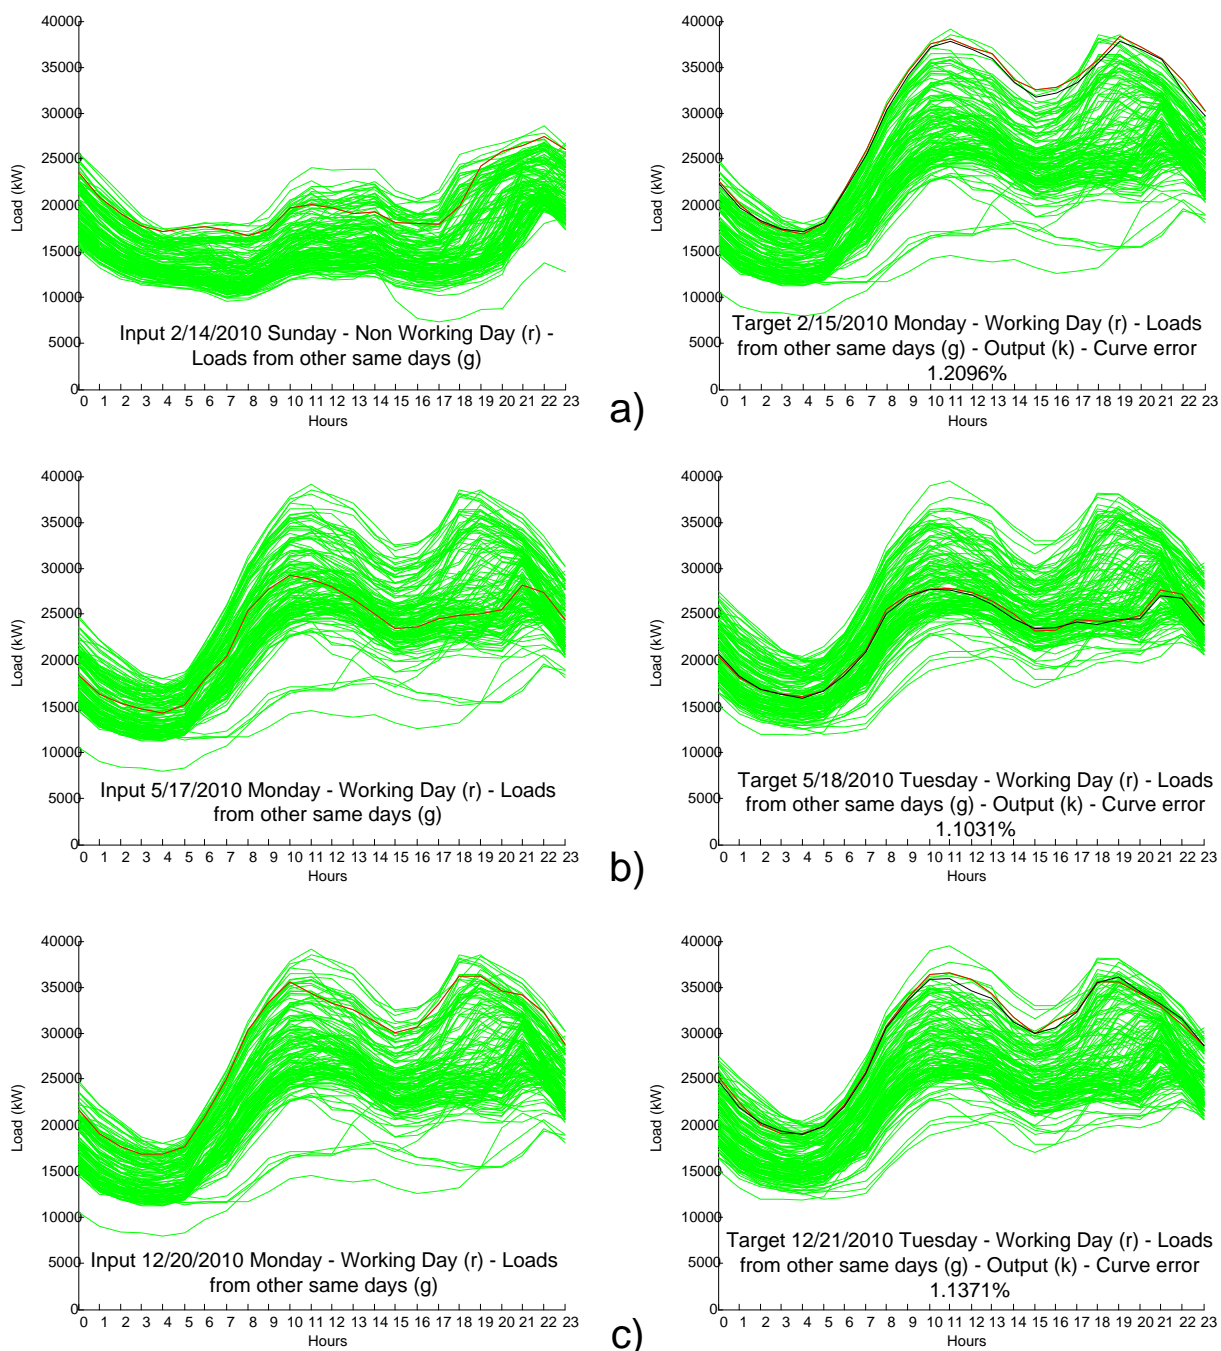 40000
35000
30000
25000
20000
15000
10000
5000
0
Load (kW)
Input 2/14/2010 Sunday - Non Working Day (r) -
Loads from other same days (g)
0 1 2 3 4 5 6 7 8 9 10 11 12 13 14 15 16 17 18 19 20 21 22 23
Hours
40000
35000
30000
25000
20000
15000
10000
5000
0
Load (kW)
Target 2/15/2010 Monday - Working Day (r) - Loads
from other same days (g) - Output (k) - Curve error
1.2096%
0 1 2 3 4 5 6 7 8 9 10 11 12 13 14 15 16 17 18 19 20 21 22 23
Hours
a)
40000
35000
30000
25000
20000
15000
10000
5000
0
Load (kW)
Input 5/17/2010 Monday - Working Day (r) - Loads
from other same days (g)
0 1 2 3 4 5 6 7 8 9 10 11 12 13 14 15 16 17 18 19 20 21 22 23
Hours
40000
35000
30000
25000
20000
15000
10000
5000
0
Load (kW)
Target 5/18/2010 Tuesday - Working Day (r) - Loads
from other same days (g) - Output (k) - Curve error
1.1031%
0 1 2 3 4 5 6 7 8 9 10 11 12 13 14 15 16 17 18 19 20 21 22 23
Hours
b)
40000
35000
30000
25000
20000
15000
10000
5000
0
Load (kW)
Input 12/20/2010 Monday - Working Day (r) - Loads
from other same days (g)
0 1 2 3 4 5 6 7 8 9 10 11 12 13 14 15 16 17 18 19 20 21 22 23
Hours
40000
35000
30000
25000
20000
15000
10000
5000
0
Load (kW)
Target 12/21/2010 Tuesday - Working Day (r) - Loads
from other same days (g) - Output (k) - Curve error
1.1371%
0 1 2 3 4 5 6 7 8 9 10 11 12 13 14 15 16 17 18 19 20 21 22 23
Hours
c)